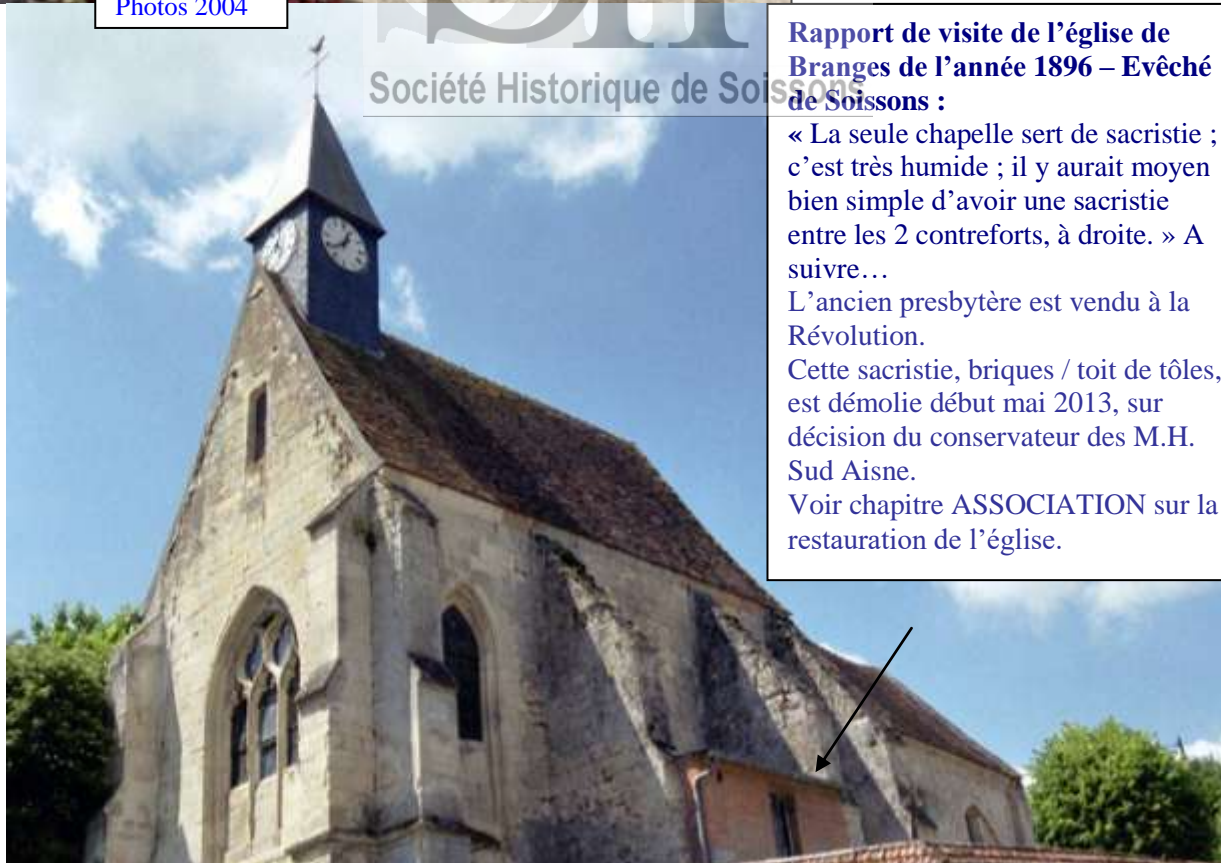 Photos 2004
Société Historique de Soissons
Rapport de visite de l’église de
Branges de l’année 1896 – Evêché
de Soissons :
« La seule chapelle sert de sacristie ;
c’est très humide ; il y aurait moyen
bien simple d’avoir une sacristie
entre les 2 contreforts, à droite. » A
suivre…
L’ancien presbytère est vendu à la
Révolution.
Cette sacristie, briques / toit de tôles,
est démolie début mai 2013, sur
décision du conservateur des M.H.
Sud Aisne.
Voir chapitre ASSOCIATION sur la
restauration de l’église.